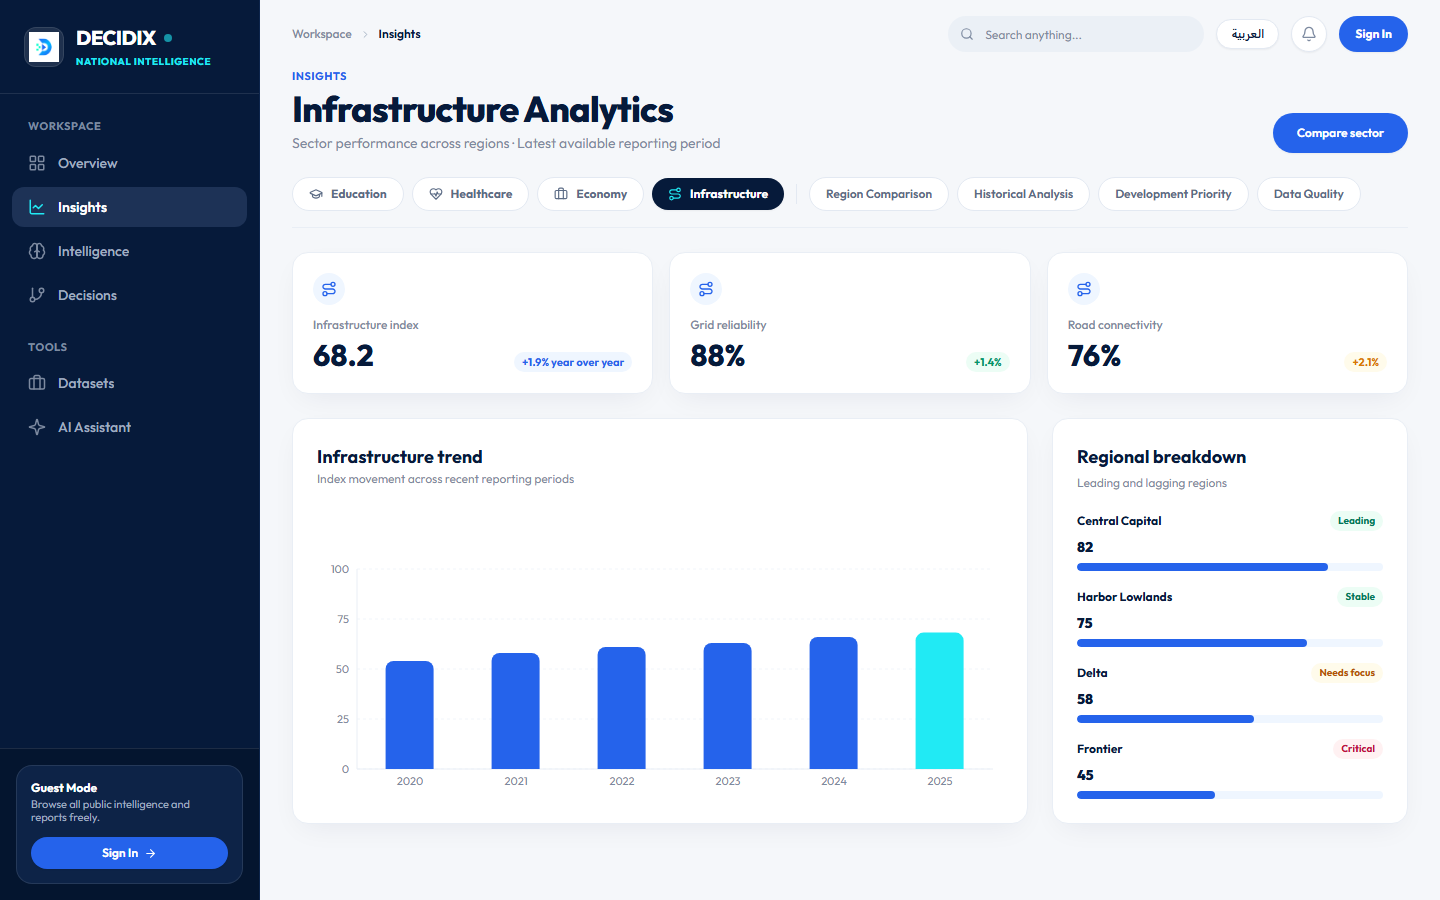 DECIDIX
NATIONAL INTELLIGENCE
WORKSPACE
Overview
Insights
Intelligence
Decisions
TOOLS
Datasets
AI Assistant
Guest Mode
Browse all public intelligence and
reports freely.
Sign In
Workspace
Insights
Search anything...
العربية
Sign In
INSIGHTS
Infrastructure Analytics
Sector performance across regions · Latest available reporting period
Compare sector
Education
Healthcare
Economy
Infrastructure
Region Comparison
Historical Analysis
Development Priority
Data Quality
Infrastructure index
68.2
+1.9% year over year
Grid reliability
88%
+1.4%
Road connectivity
76%
+2.1%
Infrastructure trend
Index movement across recent reporting periods
100
75
50
25
0
2020
2021
2022
2023
2024
2025
Regional breakdown
Leading and lagging regions
Central Capital
Leading
82
Harbor Lowlands
Stable
75
Delta
Needs focus
58
Frontier
Critical
45